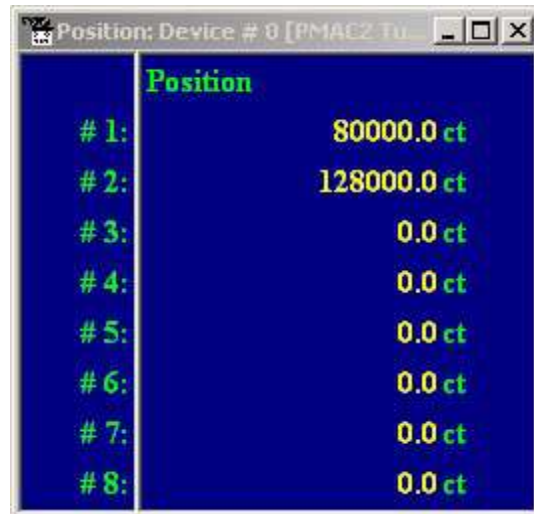 Position: Device # 0 [PMAC2 Tu...
Position
# 1: 80000.0 ct
# 2: 128000.0 ct
# 3: 0.0 ct
# 4: 0.0 ct
# 5: 0.0 ct
# 6: 0.0 ct
# 7: 0.0 ct
# 8: 0.0 ct